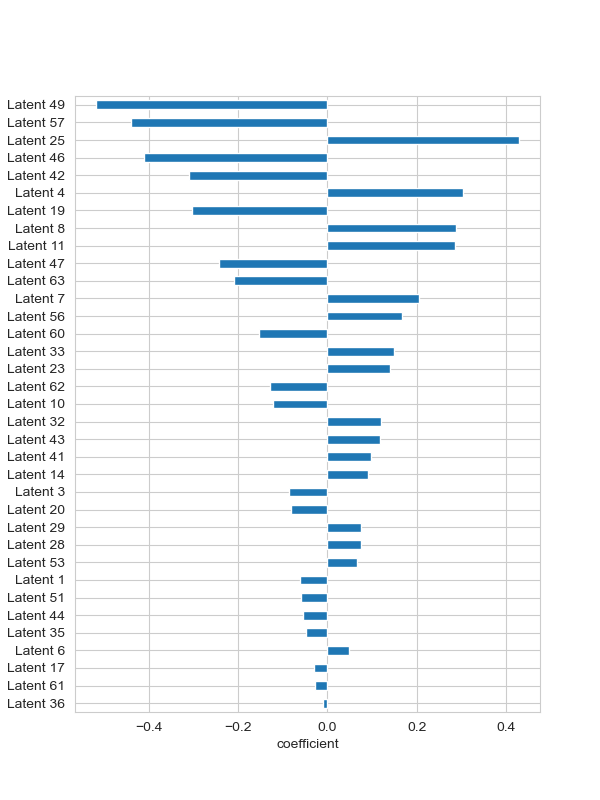 Latent 49
Latent 57
Latent 25
Latent 46
Latent 42
Latent 4
Latent 19
Latent 8
Latent 11
Latent 47
Latent 63
Latent 7
Latent 56
Latent 60
Latent 33
Latent 23
Latent 62
Latent 10
Latent 32
Latent 43
Latent 41
Latent 14
Latent 3
Latent 20
Latent 29
Latent 28
Latent 53
Latent 1
Latent 51
Latent 44
Latent 35
Latent 6
Latent 17
Latent 61
Latent 36
−0.4 −0.2 0.0 0.2 0.4
coefficient